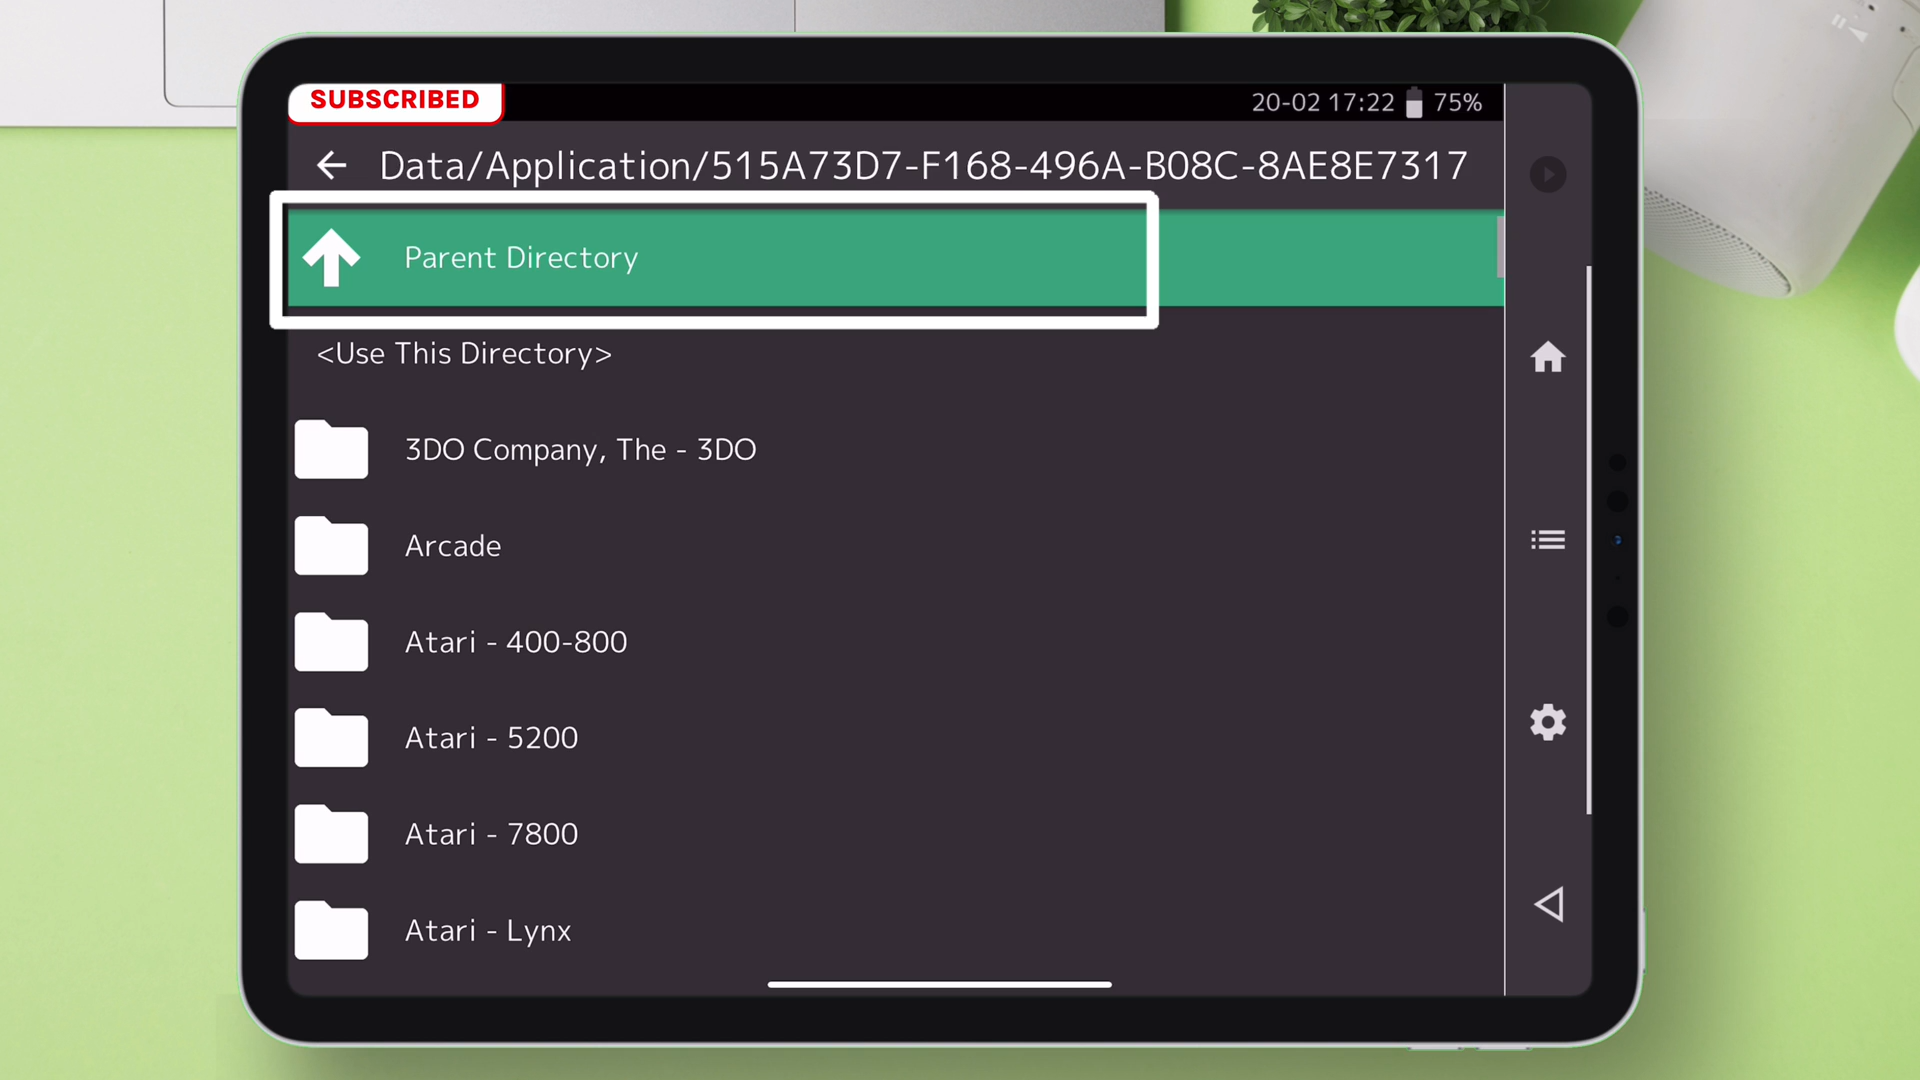 SUBSCRIBED
20-02 17:22 75%
Data/Application/515A73D7-F168-496A-B08C-8AE8E7317
Parent Directory
<Use This Directory>
3DO Company, The - 3DO
Arcade
Atari - 400-800
Atari - 5200
Atari - 7800
Atari - Lynx